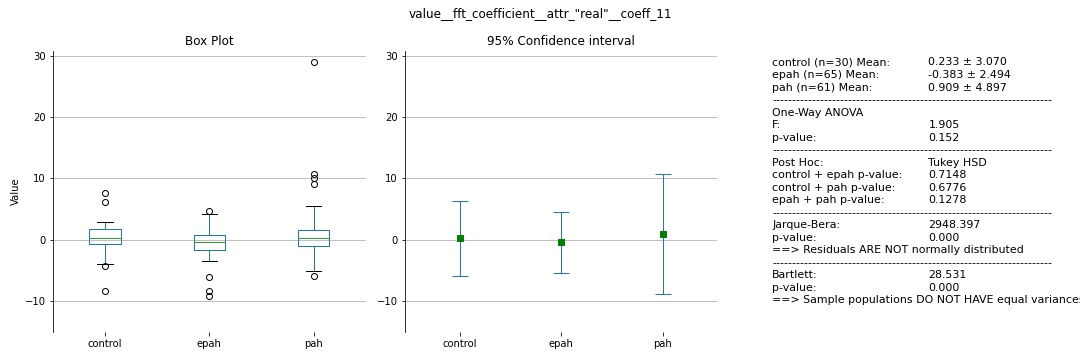 value__fft_coefficient__attr_"real"__coeff_11
Box Plot
Value
30
20
10
0
−10
control
epah
pah
95% Confidence interval
30
20
10
0
−10
control
epah
pah
control (n=30) Mean: 0.233 ± 3.070
epah (n=65) Mean: -0.383 ± 2.494
pah (n=61) Mean: 0.909 ± 4.897
One-Way ANOVA
F: 1.905
p-value: 0.152
Post Hoc: Tukey HSD
control + epah p-value: 0.7148
control + pah p-value: 0.6776
epah + pah p-value: 0.1278
Jarque-Bera: 2948.397
p-value: 0.000
==> Residuals ARE NOT normally distributed
Bartlett: 28.531
p-value: 0.000
==> Sample populations DO NOT HAVE equal variances